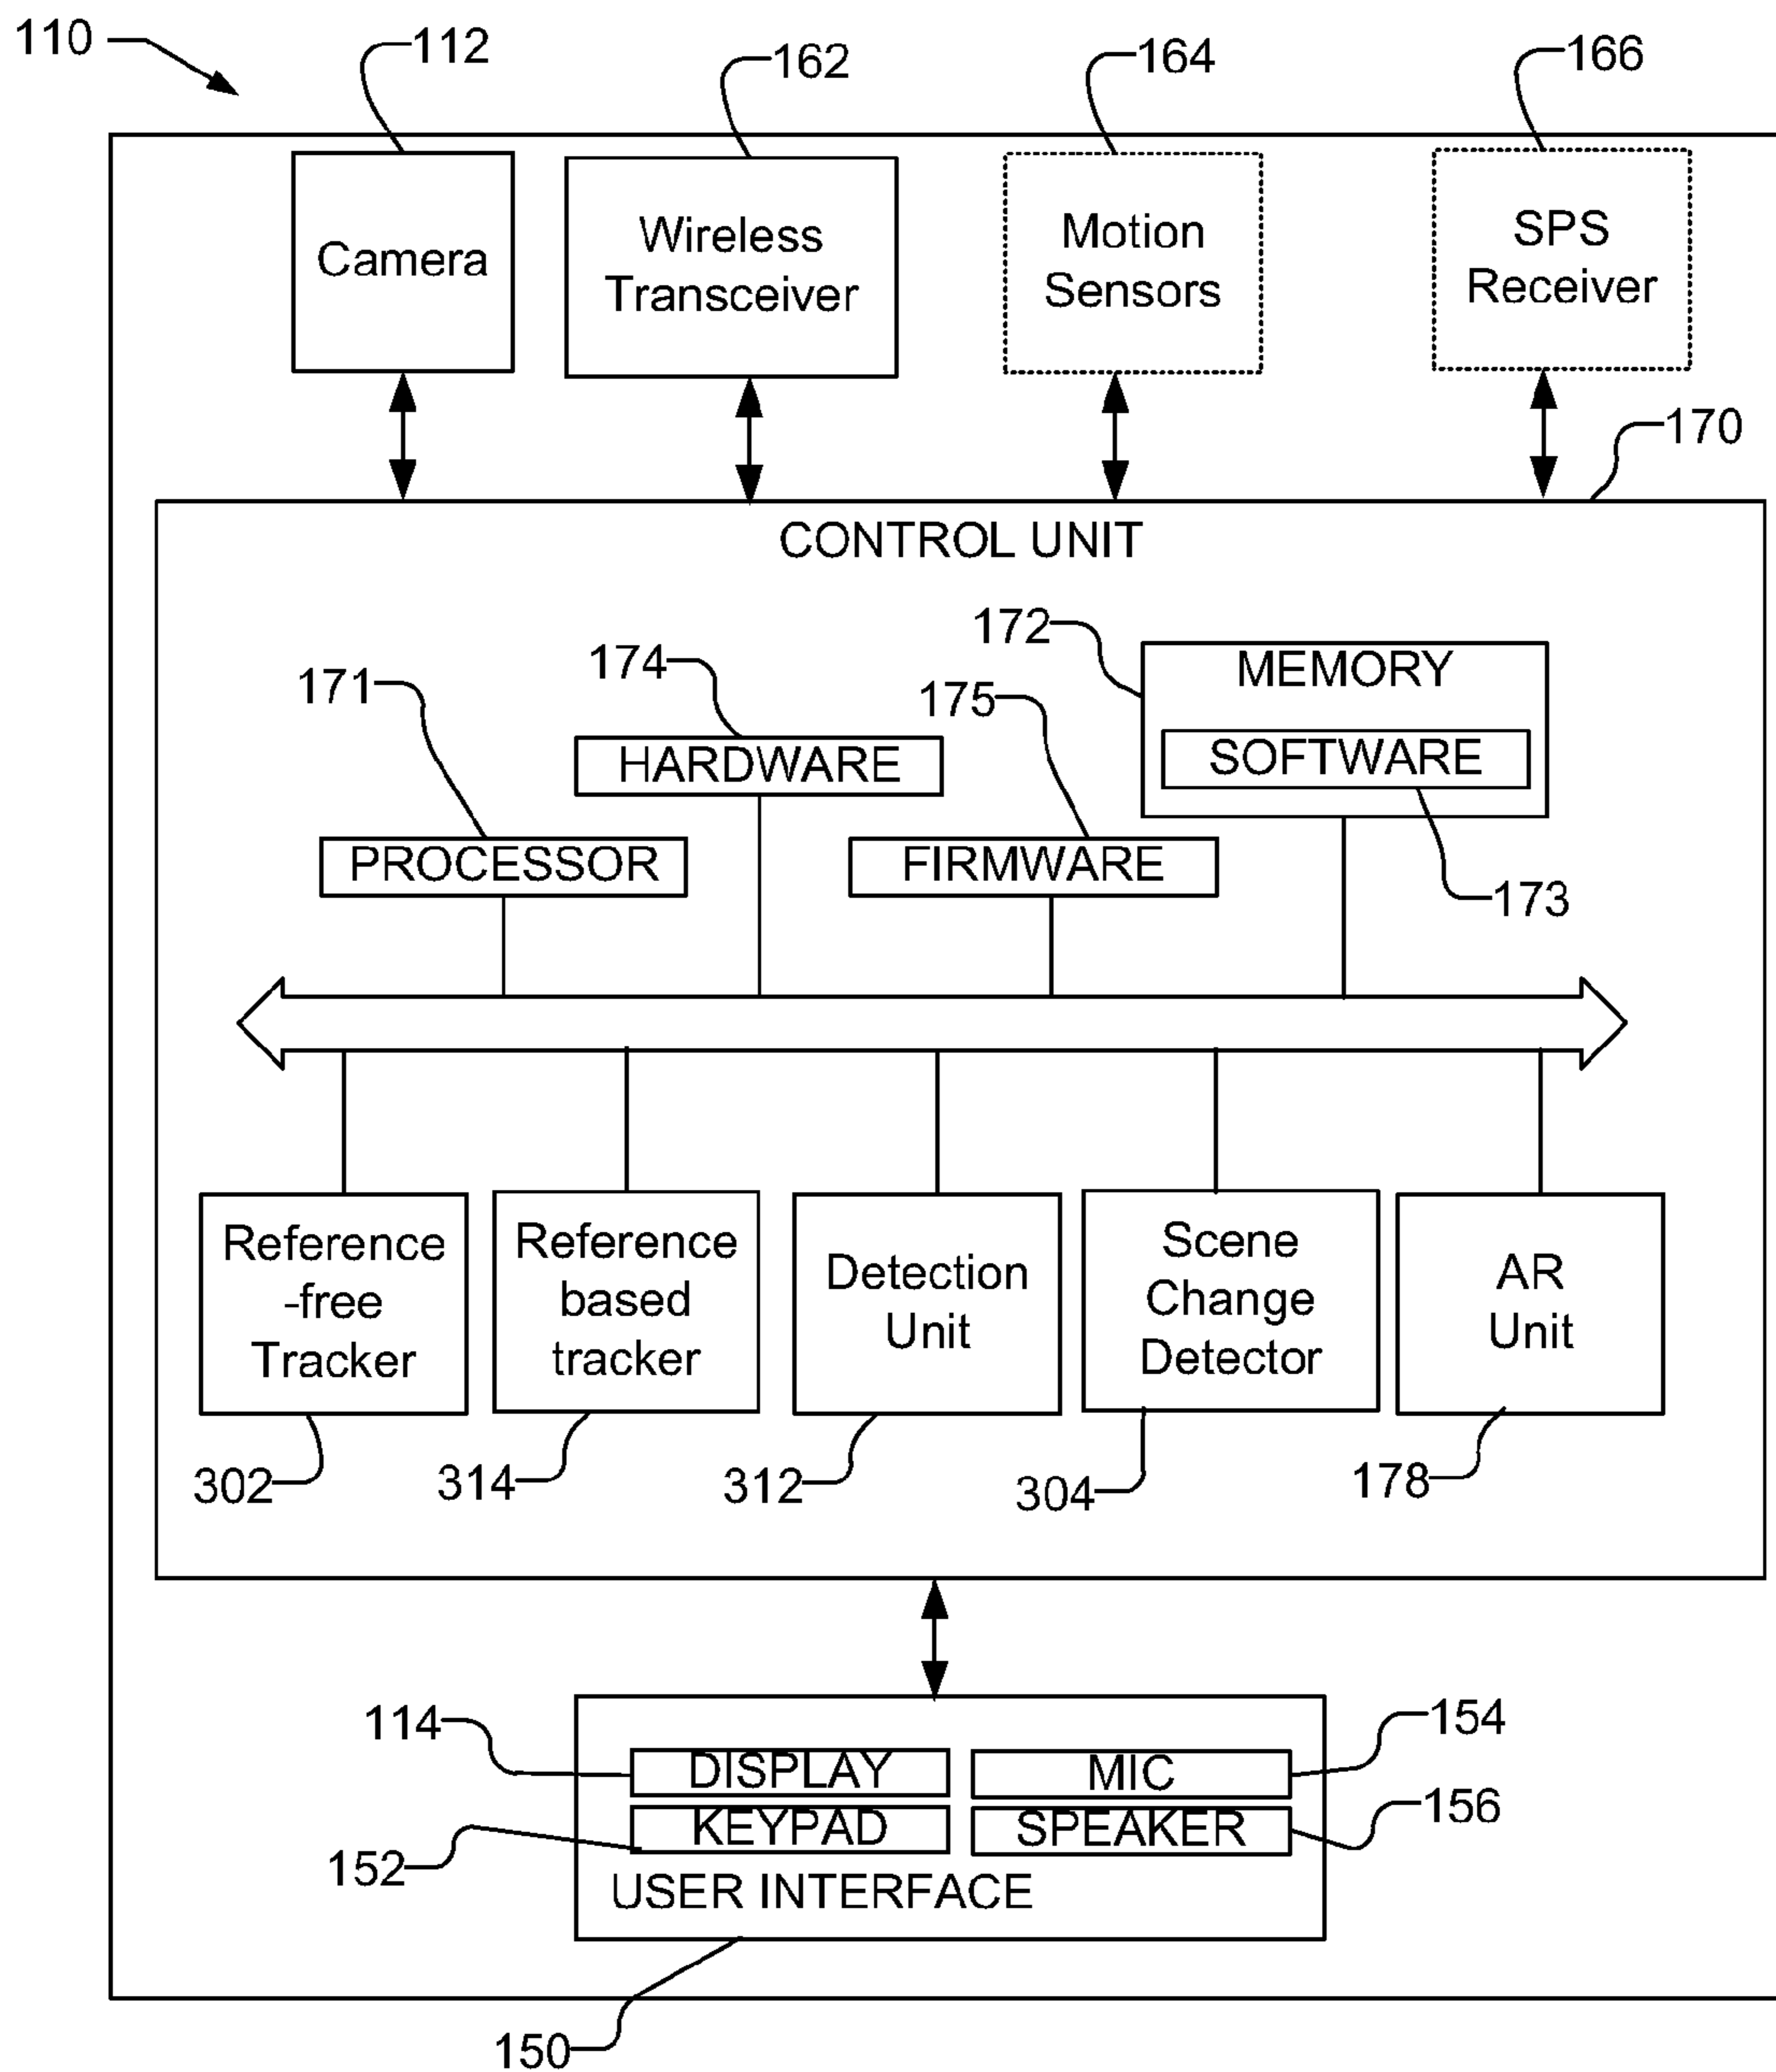 110
112
162
164
166
Camera
Wireless
Transceiver
Motion
Sensors
SPS
Receiver
170
CONTROL UNIT
172
MEMORY
SOFTWARE
173
174
HARDWARE
175
FIRMWARE
171
PROCESSOR
Reference
-free
Tracker
Reference
based
tracker
Detection
Unit
Scene
Change
Detector
AR
Unit
302
314
312
304
178
114
DISPLAY
MIC
154
152
KEYPAD
SPEAKER
156
USER INTERFACE
150